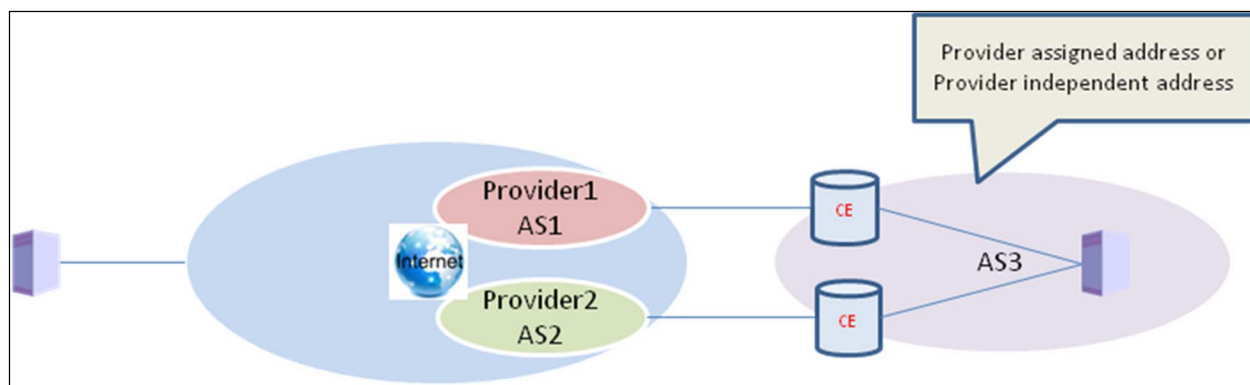 Provider assigned address or
Provider independent address
Provider1
AS1
CE
Internet
AS3
Provider2
AS2
CE